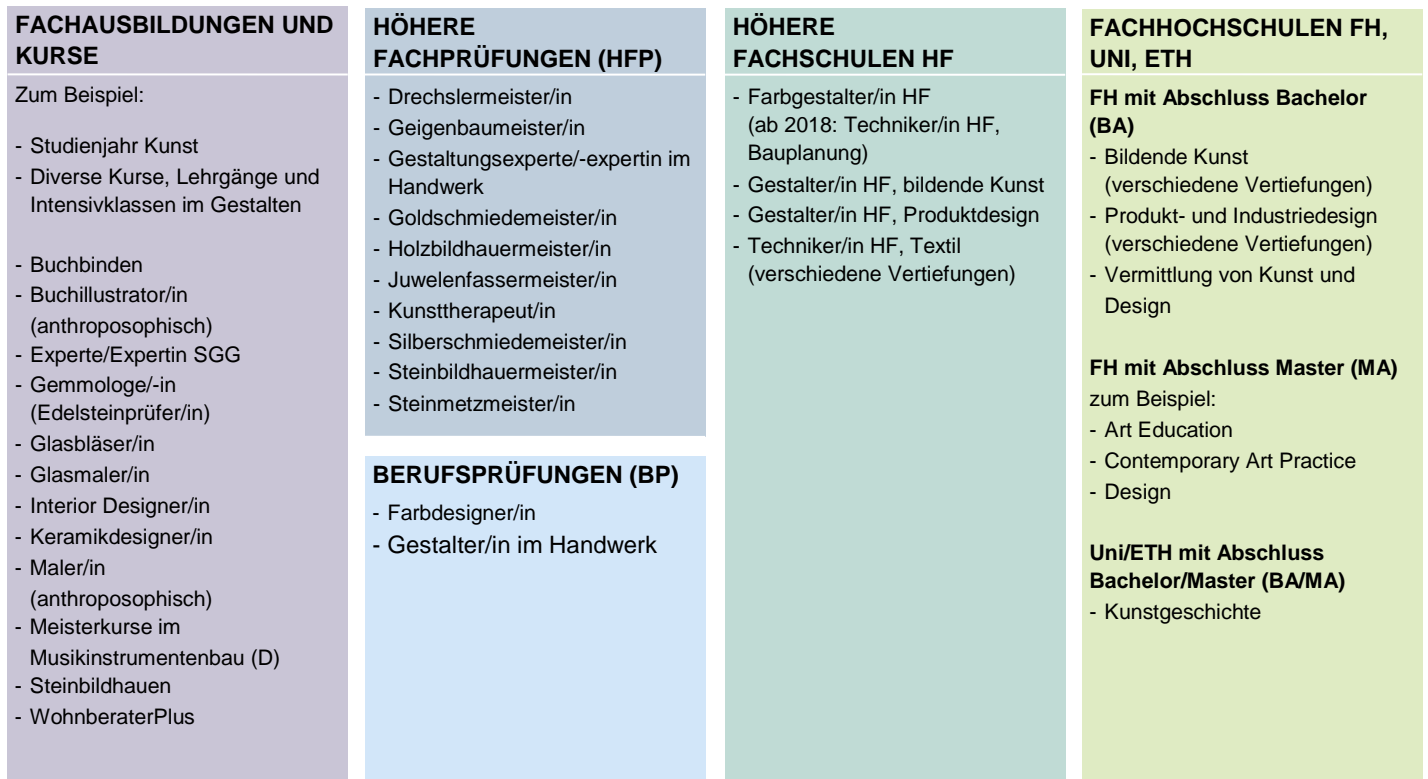 FACHAUSBILDUNGEN UND
KURSE
Zum Beispiel:
- Studienjahr Kunst
- Diverse Kurse, Lehrgänge und
Intensivklassen im Gestalten
- Buchbinden
- Buchillustrator/in
(anthroposophisch)
- Experte/Expertin SGG
- Gemmologe/-in
(Edelsteinprüfer/in)
- Glasbläser/in
- Glasmaler/in
- Interior Designer/in
- Keramikdesigner/in
- Maler/in
(anthroposophisch)
- Meisterkurse im
Musikinstrumentenbau (D)
- Steinbildhauen
- WohnberaterPlus
HÖHERE
FACHPRÜFUNGEN (HFP)
- Drechslermeister/in
- Geigenbaumeister/in
- Gestaltungsexperte/-expertin im
Handwerk
- Goldschmiedemeister/in
- Holzbildhauermeister/in
- Juwelenfassermeister/in
- Kunsttherapeut/in
- Silberschmiedemeister/in
- Steinbildhauermeister/in
- Steinmetzmeister/in
BERUFSPRÜFUNGEN (BP)
- Farbdesigner/in
- Gestalter/in im Handwerk
HÖHERE
FACHSCHULEN HF
- Farbgestalter/in HF
(ab 2018: Techniker/in HF,
Bauplanung)
- Gestalter/in HF, bildende Kunst
- Gestalter/in HF, Produktdesign
- Techniker/in HF, Textil
(verschiedene Vertiefungen)
FACHHOCHSCHULEN FH,
UNI, ETH
FH mit Abschluss Bachelor
(BA)
- Bildende Kunst
(verschiedene Vertiefungen)
- Produkt- und Industriedesign
(verschiedene Vertiefungen)
- Vermittlung von Kunst und
Design
FH mit Abschluss Master (MA)
zum Beispiel:
- Art Education
- Contemporary Art Practice
- Design
Uni/ETH mit Abschluss
Bachelor/Master (BA/MA)
- Kunstgeschichte